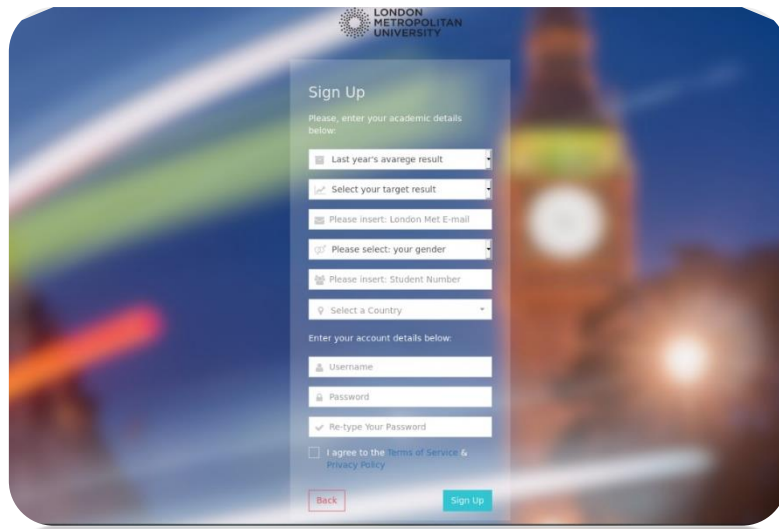 LONDON
METROPOLITAN
UNIVERSITY
Sign Up
Please, enter your academic details
below:
Last year's avarege result
Select your target result
Please insert: London Met E-mail
Please select: your gender
Please insert: Student Number
Select a Country
Enter your account details below:
Username
Password
Re-type Your Password
I agree to the Terms of Service &
Privacy Policy
Back
Sign Up